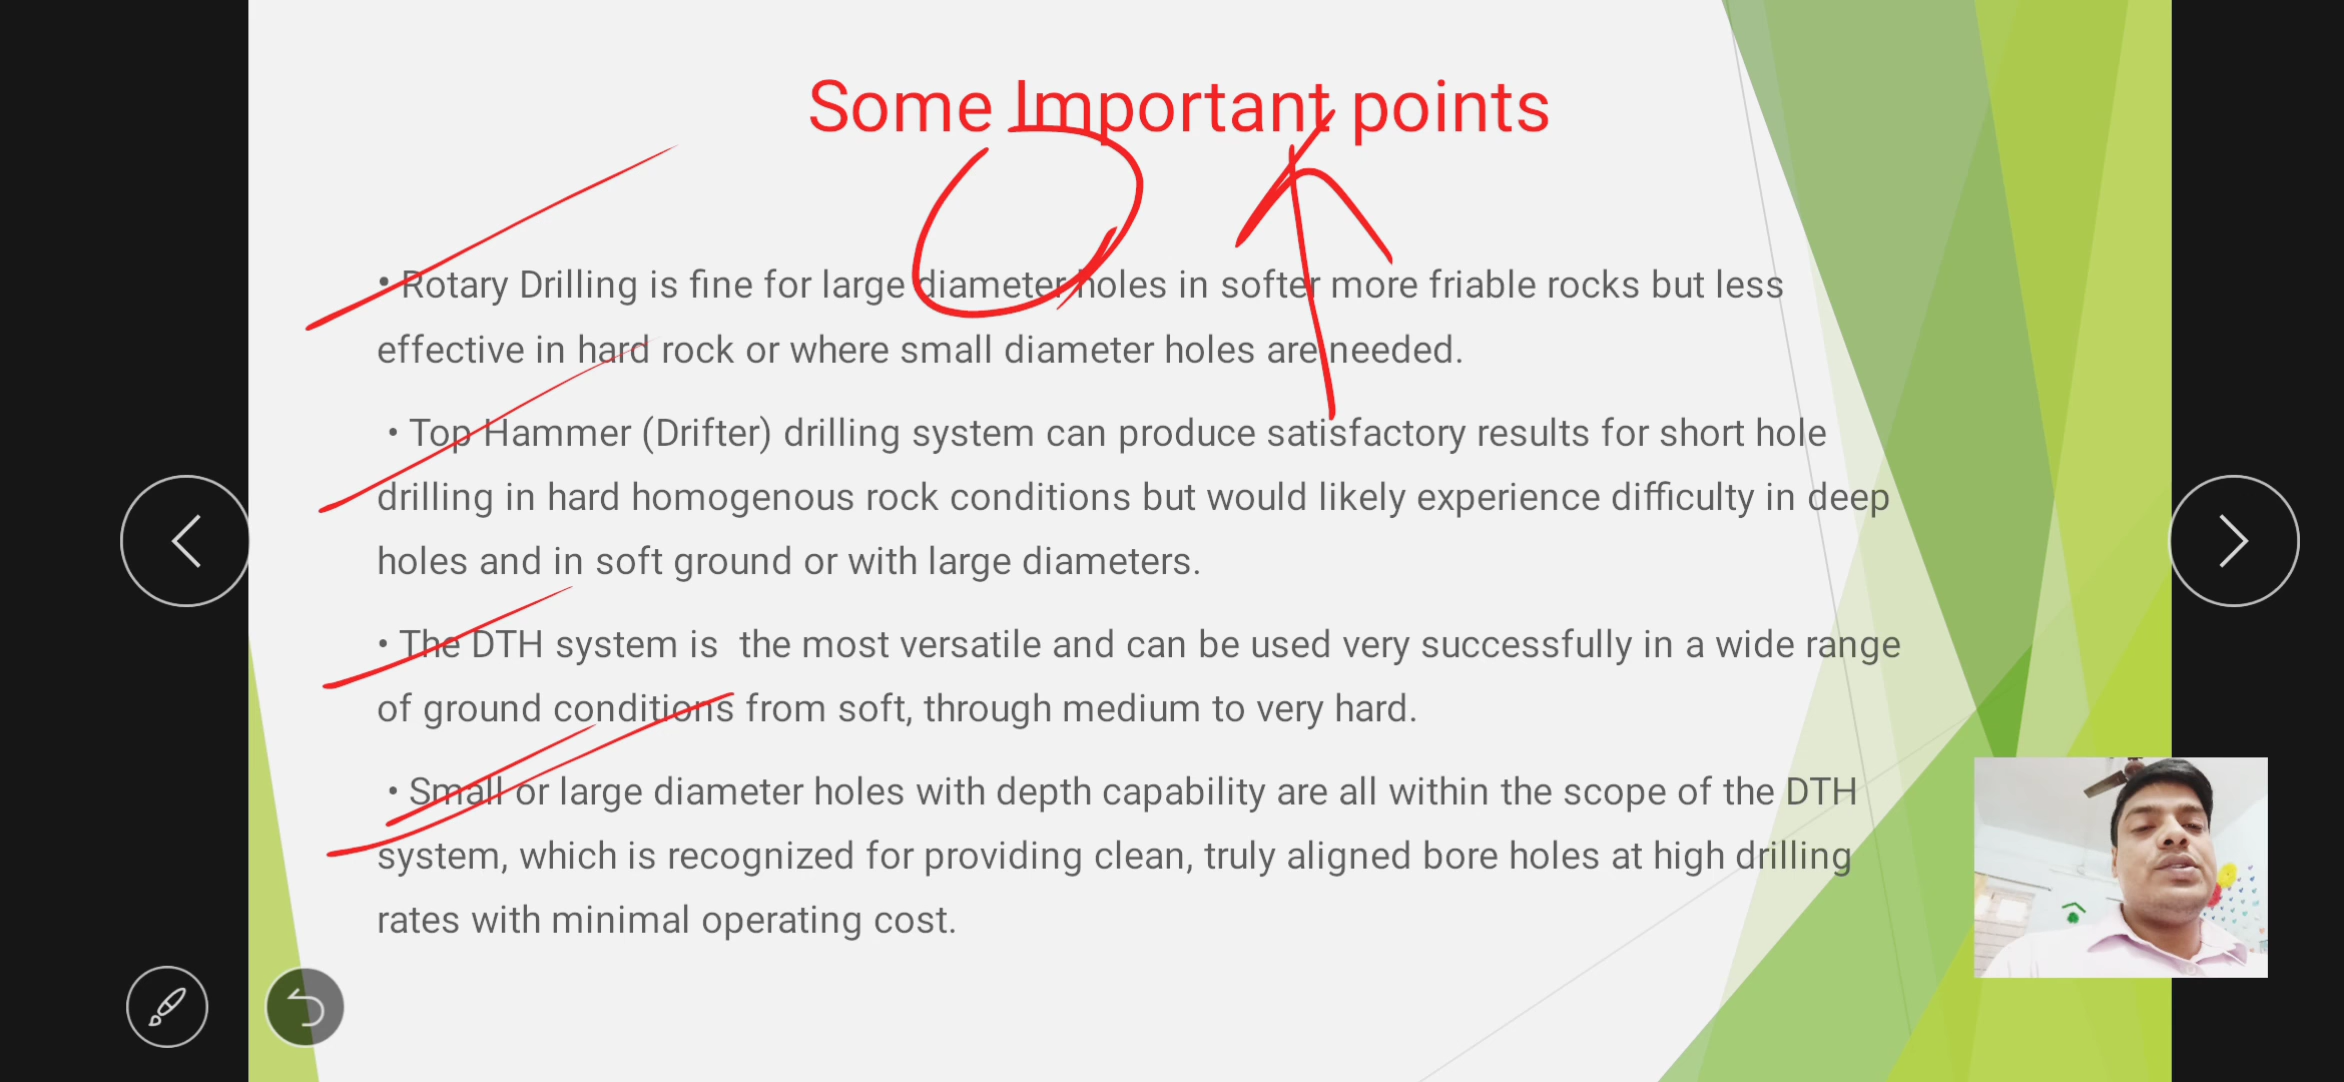 Some Important points
• Rotary Drilling is fine for large diameter holes in softer more friable rocks but less
effective in hard rock or where small diameter holes are needed.
• Top Hammer (Drifter) drilling system can produce satisfactory results for short hole
drilling in hard homogenous rock conditions but would likely experience difficulty in deep
holes and in soft ground or with large diameters.
• The DTH system is the most versatile and can be used very successfully in a wide range
of ground conditions from soft, through medium to very hard.
• Small or large diameter holes with depth capability are all within the scope of the DTH
system, which is recognized for providing clean, truly aligned bore holes at high drilling
rates with minimal operating cost.